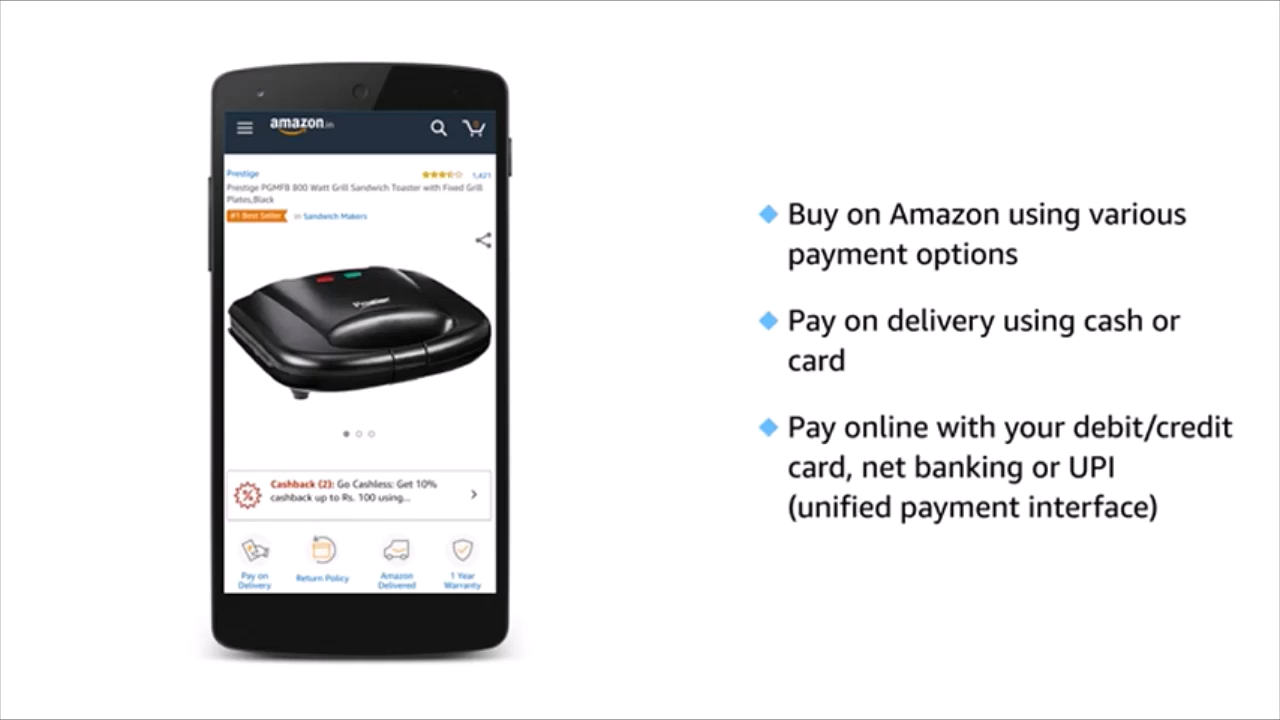 amazon.in
Prestige
1,421
Prestige PGMFB 800 Watt Grill Sandwich Toaster with Fixed Grill
Plates,Black
#1 Best Seller in Sandwich Makers
Prestige
Cashback (2): Go Cashless: Get 10%
cashback up to Rs. 100 using...
Pay on
Delivery
Return Policy
Amazon
Delivered
1 Year
Warranty
Buy on Amazon using various
payment options
Pay on delivery using cash or
card
Pay online with your debit/credit
card, net banking or UPI
(unified payment interface)